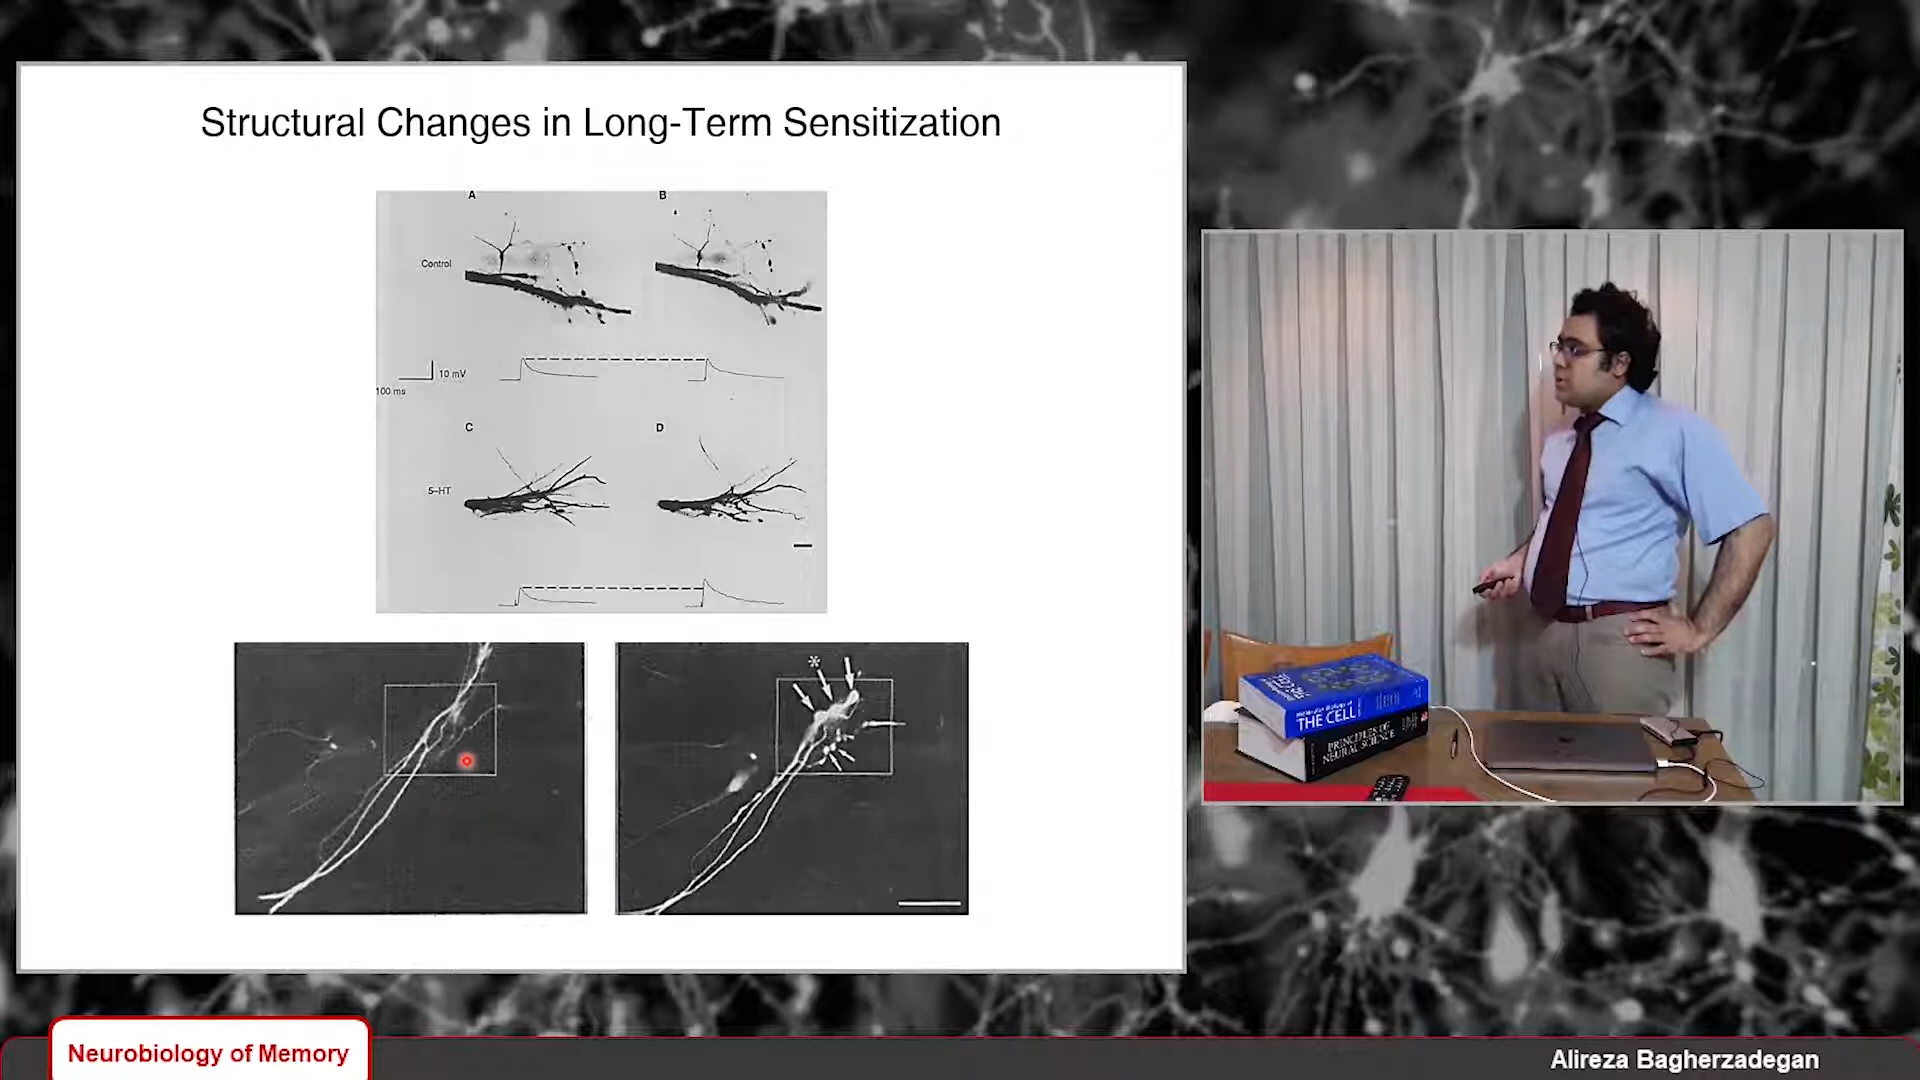 Structural Changes in Long-Term Sensitization
A
B
Control
10 mV
100 ms
C
D
5-HT
*
THE CELL
PRINCIPLES OF
NEURAL SCIENCE
Neurobiology of Memory
Alireza Bagherzadegan